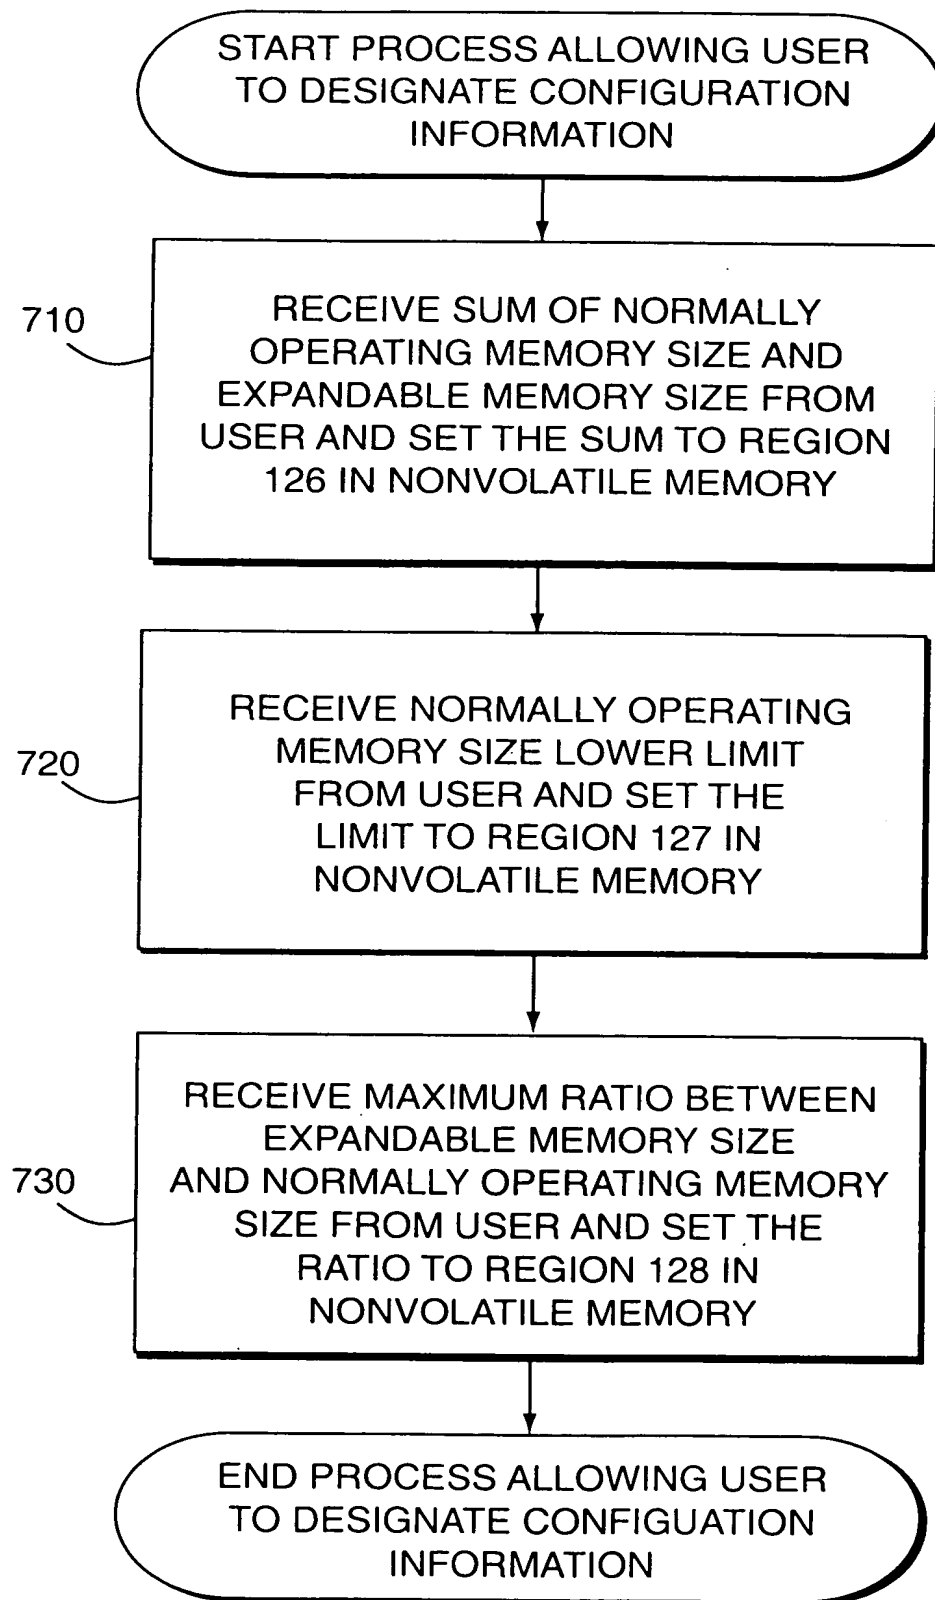 START PROCESS ALLOWING USER
TO DESIGNATE CONFIGURATION
INFORMATION
710
RECEIVE SUM OF NORMALLY
OPERATING MEMORY SIZE AND
EXPANDABLE MEMORY SIZE FROM
USER AND SET THE SUM TO REGION
126 IN NONVOLATILE MEMORY
720
RECEIVE NORMALLY OPERATING
MEMORY SIZE LOWER LIMIT
FROM USER AND SET THE
LIMIT TO REGION 127 IN
NONVOLATILE MEMORY
730
RECEIVE MAXIMUM RATIO BETWEEN
EXPANDABLE MEMORY SIZE
AND NORMALLY OPERATING MEMORY
SIZE FROM USER AND SET THE
RATIO TO REGION 128 IN
NONVOLATILE MEMORY
END PROCESS ALLOWING USER
TO DESIGNATE CONFIGUATION
INFORMATION